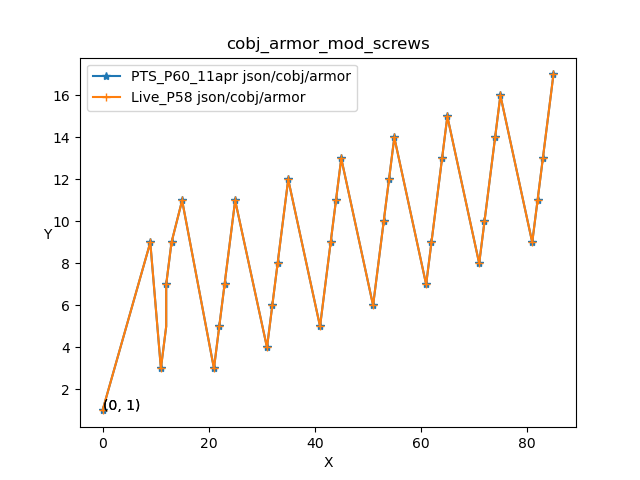 cobj_armor_mod_screws
PTS_P60_11apr json/cobj/armor
Live_P58 json/cobj/armor
16
14
12
10
Y
8
6
4
2
(0, 1)
0 20 40 60 80
X